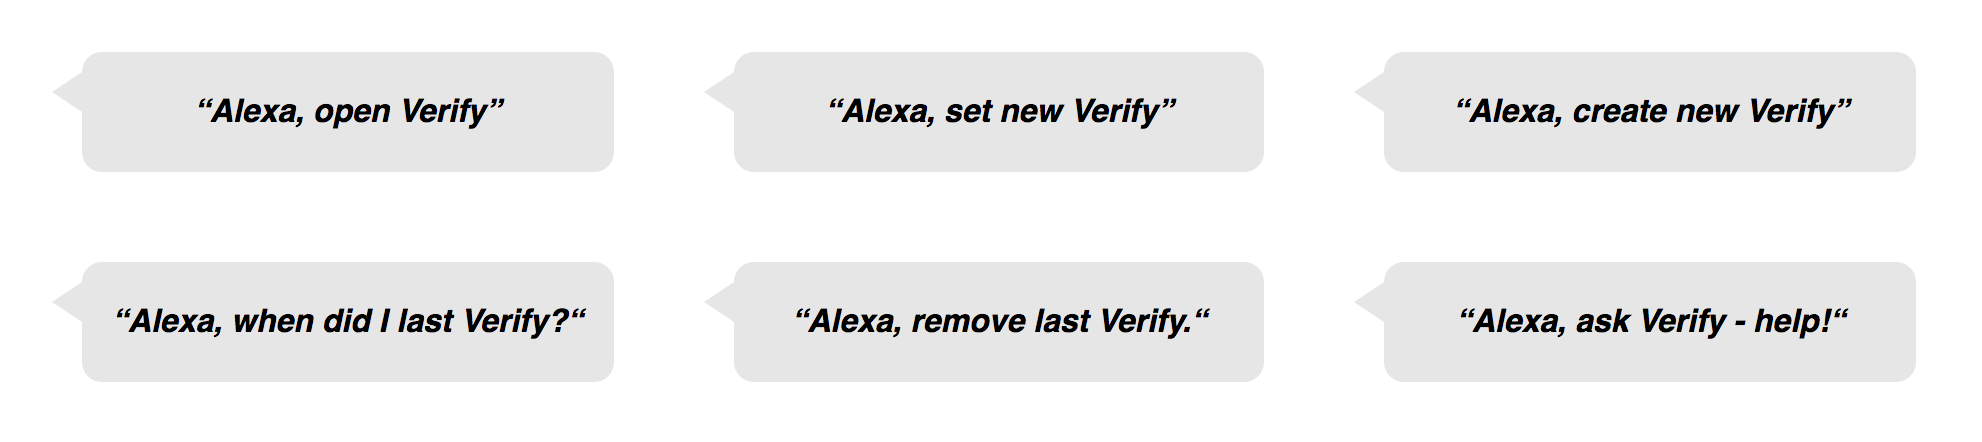 “Alexa, open Verify”
“Alexa, set new Verify”
“Alexa, create new Verify”
“Alexa, when did I last Verify?“
“Alexa, remove last Verify.“
“Alexa, ask Verify - help!“